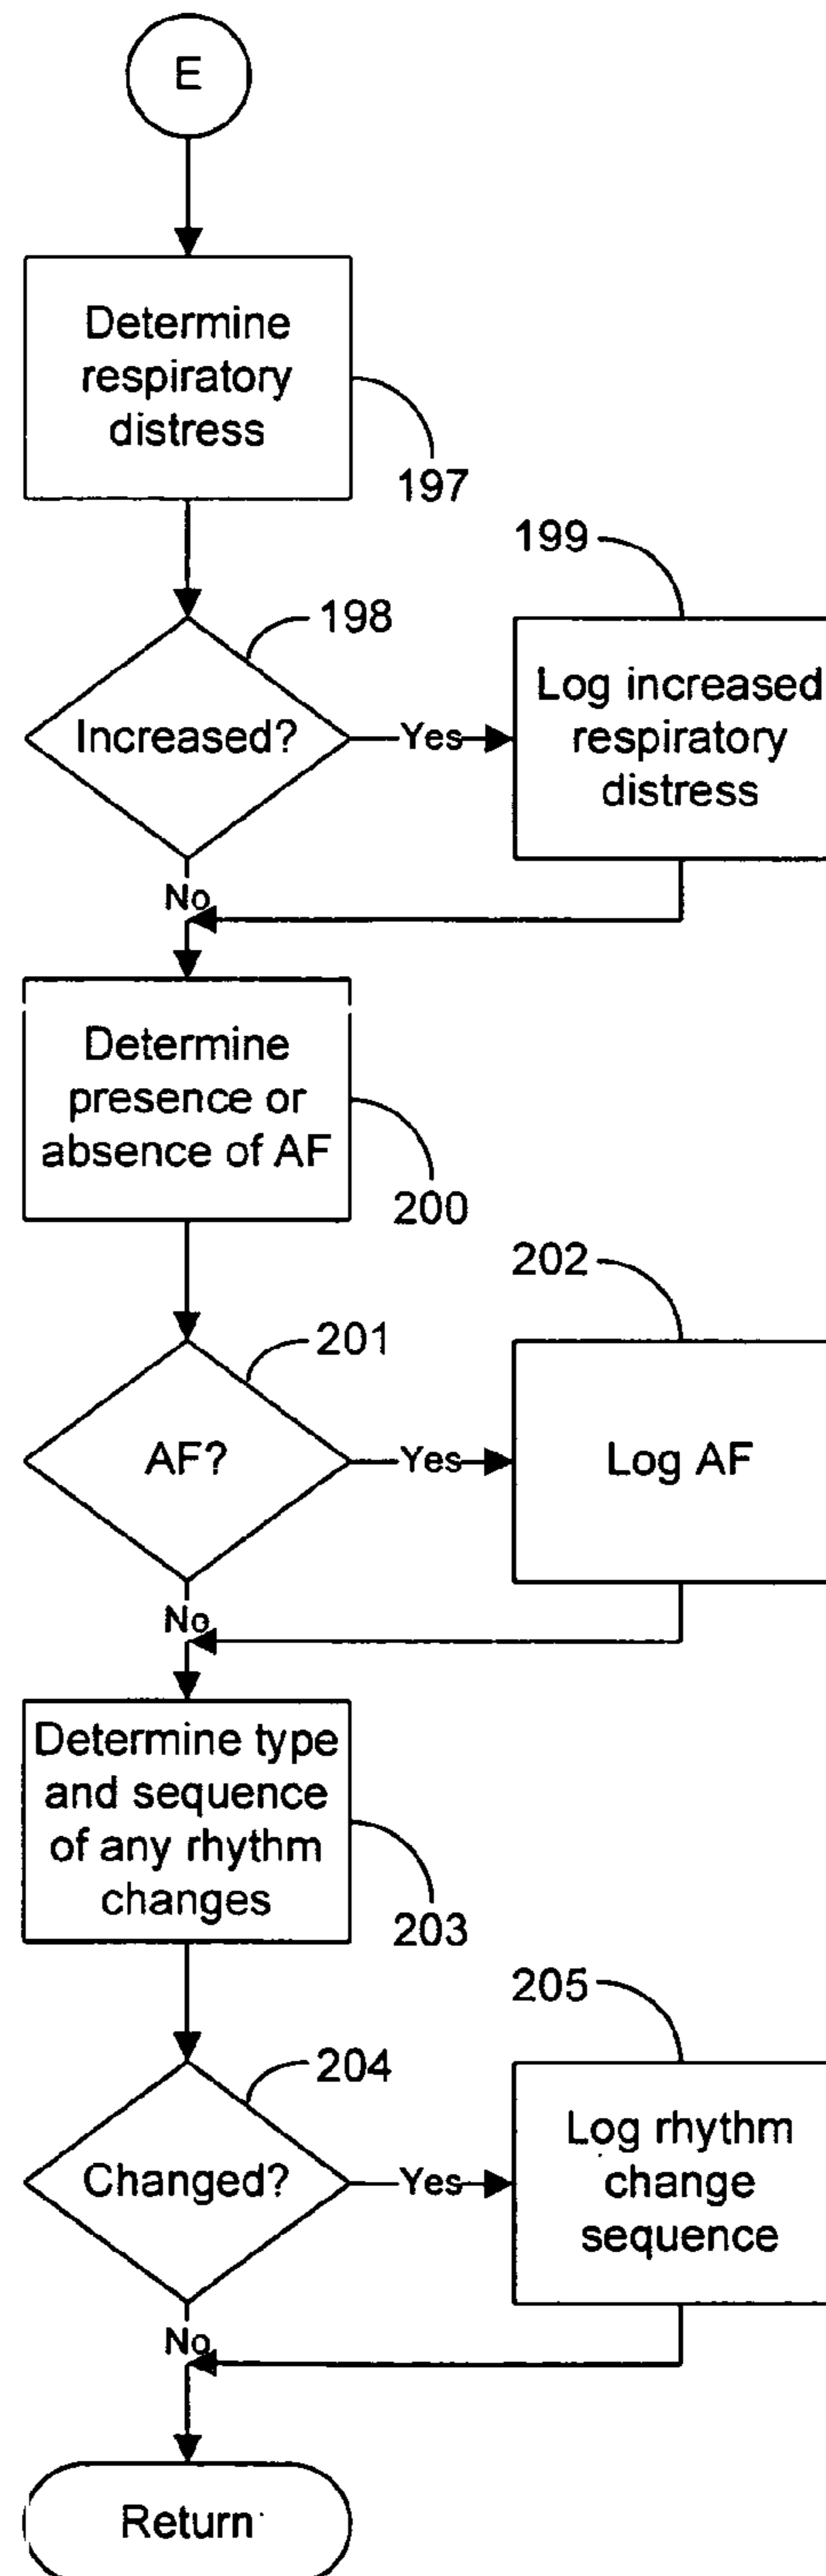 E
Determine
respiratory
distress
197
198
199
Increased?
Yes
Log increased
respiratory
distress
No
Determine
presence or
absence of AF
200
201
202
AF?
Yes
Log AF
No
Determine type
and sequence
of any rhythm
changes
203
204
205
Changed?
Yes
Log rhythm
change
sequence
No
Return